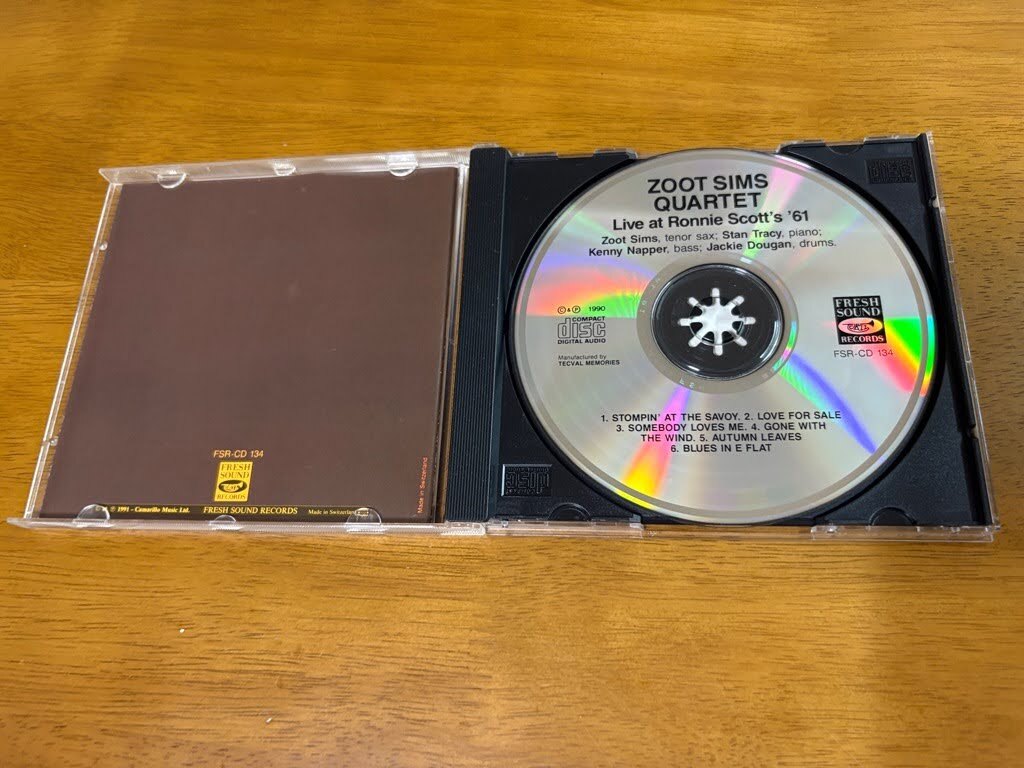 FSR-CD 134
FRESH
SOUND
RECORDS
℗ 1991 - Camarillo Music Ltd.
FRESH SOUND RECORDS
Made in Switzerland
Made in Switzerland
ZOOT SIMS
QUARTET
Live at Ronnie Scott's '61
Zoot Sims, tenor sax; Stan Tracy, piano;
Kenny Napper, bass; Jackie Dougan, drums.
© & ℗ 1990
COMPACT
disc
DIGITAL AUDIO
Manufactured by
TECVAL MEMORIES
FRESH
SOUND
RECORDS
FSR-CD 134
1. STOMPIN' AT THE SAVOY. 2. LOVE FOR SALE
3. SOMEBODY LOVES ME. 4. GONE WITH
THE WIND. 5. AUTUMN LEAVES
6. BLUES IN E FLAT
disc